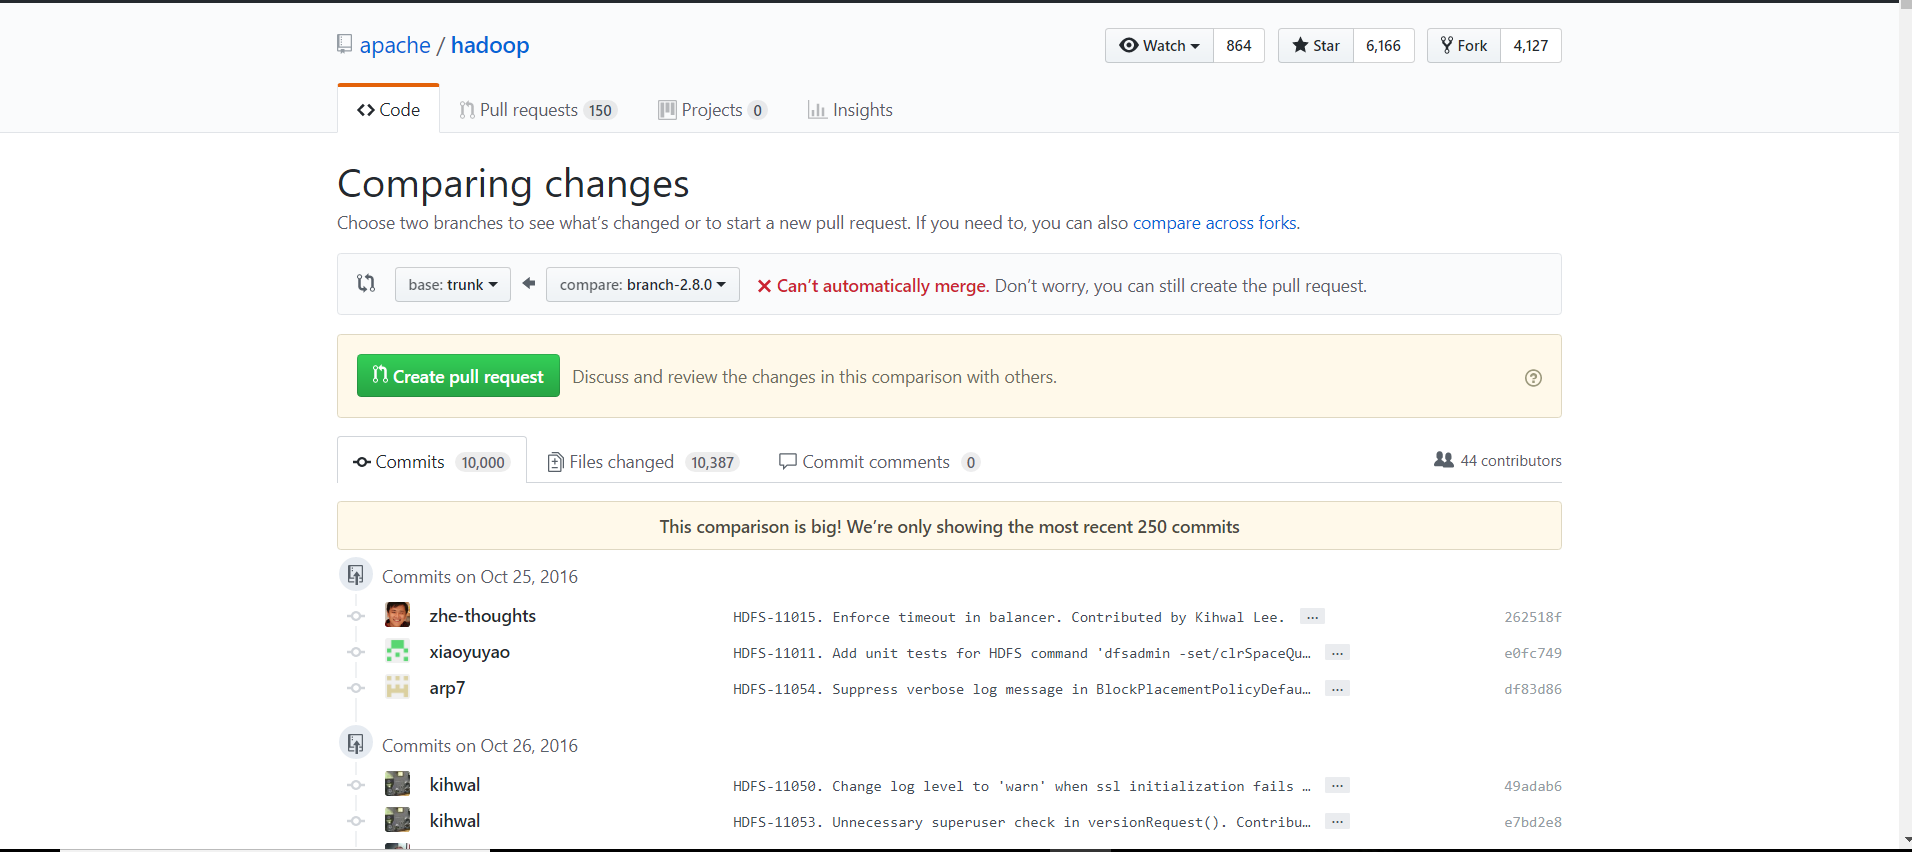 apache / hadoop
Watch 864 Star 6,166 Fork 4,127
Code Pull requests 150 Projects 0 Insights
Comparing changes
Choose two branches to see what’s changed or to start a new pull request. If you need to, you can also compare across forks.
base: trunk compare: branch-2.8.0 Can’t automatically merge. Don’t worry, you can still create the pull request.
Create pull request Discuss and review the changes in this comparison with others.
Commits 10,000 Files changed 10,387 Commit comments 0 44 contributors
This comparison is big! We’re only showing the most recent 250 commits
Commits on Oct 25, 2016
zhe-thoughts HDFS-11015. Enforce timeout in balancer. Contributed by Kihwal Lee. … 262518f
xiaoyuyao HDFS-11011. Add unit tests for HDFS command 'dfsadmin -set/clrSpaceQu… … e0fc749
arp7 HDFS-11054. Suppress verbose log message in BlockPlacementPolicyDefau… … df83d86
Commits on Oct 26, 2016
kihwal HDFS-11050. Change log level to 'warn' when ssl initialization fails … … 49adab6
kihwal HDFS-11053. Unnecessary superuser check in versionRequest(). Contribu… … e7bd2e8